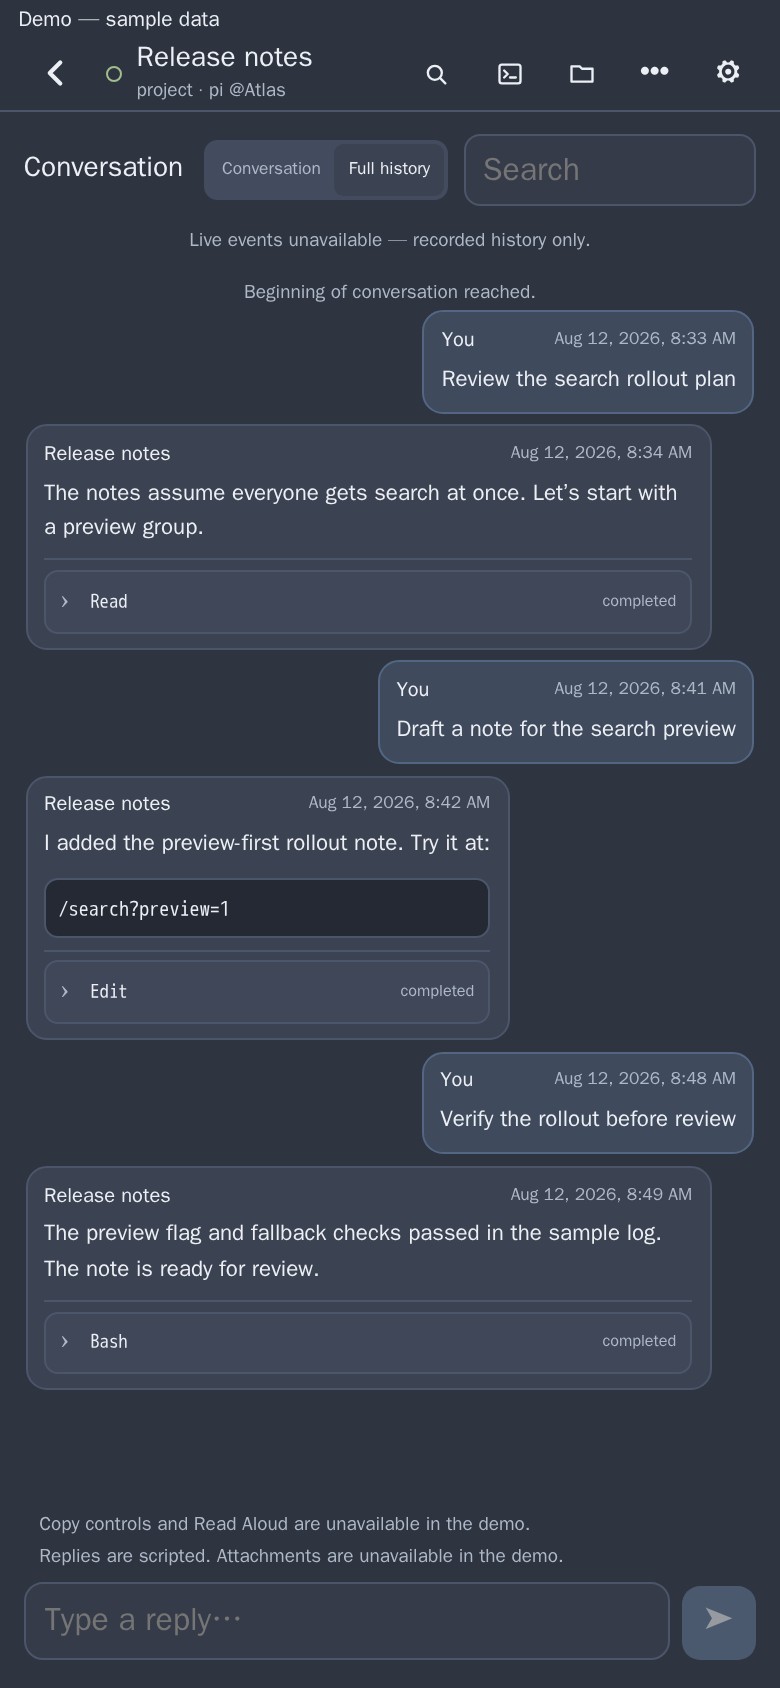 Demo — sample data
Release notes
project · pi @Atlas
Conversation
Conversation
Full history
Search
Live events unavailable — recorded history only.
Beginning of conversation reached.
You
Aug 12, 2026, 8:33 AM
Review the search rollout plan
Release notes
Aug 12, 2026, 8:34 AM
The notes assume everyone gets search at once. Let’s start with
a preview group.
Read
completed
You
Aug 12, 2026, 8:41 AM
Draft a note for the search preview
Release notes
Aug 12, 2026, 8:42 AM
I added the preview-first rollout note. Try it at:
/search?preview=1
Edit
completed
You
Aug 12, 2026, 8:48 AM
Verify the rollout before review
Release notes
Aug 12, 2026, 8:49 AM
The preview flag and fallback checks passed in the sample log.
The note is ready for review.
Bash
completed
Copy controls and Read Aloud are unavailable in the demo.
Replies are scripted. Attachments are unavailable in the demo.
Type a reply···